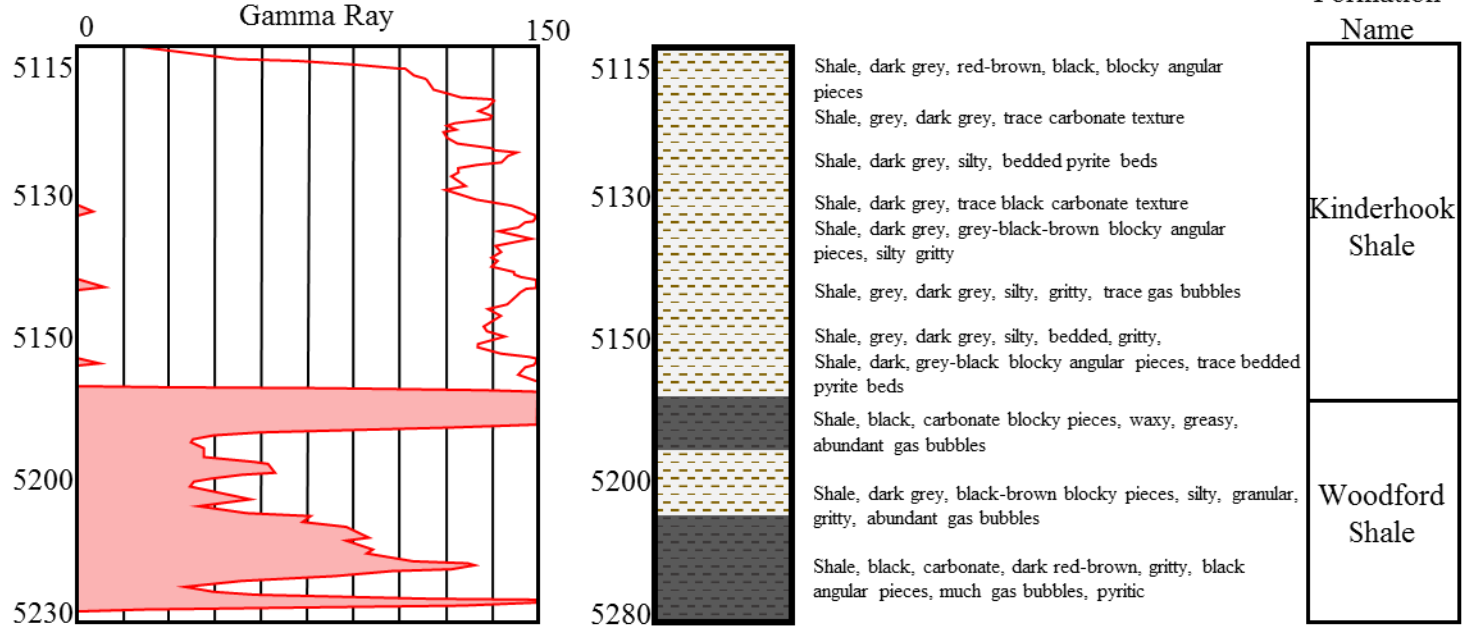 Gamma Ray
0
150
5115
5130
5150
5200
5230
5115
5130
5150
5200
5280
Shale, dark grey, red-brown, black, blocky angular
pieces
Shale, grey, dark grey, trace carbonate texture
Shale, dark grey, silty, bedded pyrite beds
Shale, dark grey, trace black carbonate texture
Shale, dark grey, grey-black-brown blocky angular
pieces, silty gritty
Shale, grey, dark grey, silty, gritty, trace gas bubbles
Shale, grey, dark grey, silty, bedded, gritty,
Shale, dark, grey-black blocky angular pieces, trace bedded
pyrite beds
Shale, black, carbonate blocky pieces, waxy, greasy,
abundant gas bubbles
Shale, dark grey, black-brown blocky pieces, silty, granular,
gritty, abundant gas bubbles
Shale, black, carbonate, dark red-brown, gritty, black
angular pieces, much gas bubbles, pyritic
Formation
Name
Kinderhook
Shale
Woodford
Shale